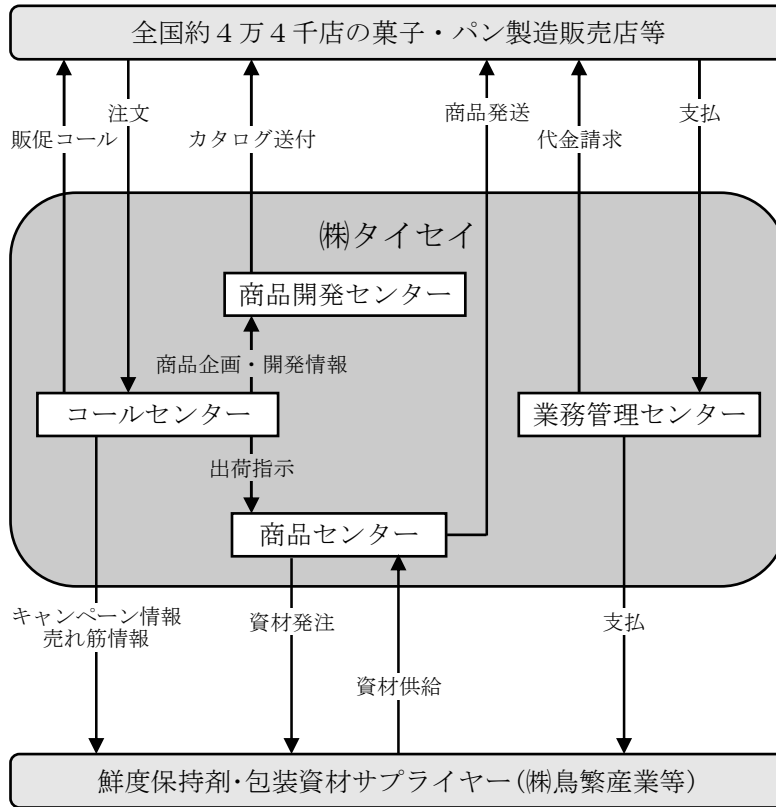 全国約４万４千店の菓子・パン製造販売店等
注文
商品発送
支払
販促コール
カタログ送付
代金請求
㈱タイセイ
商品開発センター
商品企画・開発情報
コールセンター
業務管理センター
出荷指示
商品センター
キャンペーン情報
売れ筋情報
資材発注
支払
資材供給
鮮度保持剤・包装資材サプライヤー（㈱鳥繁産業等）